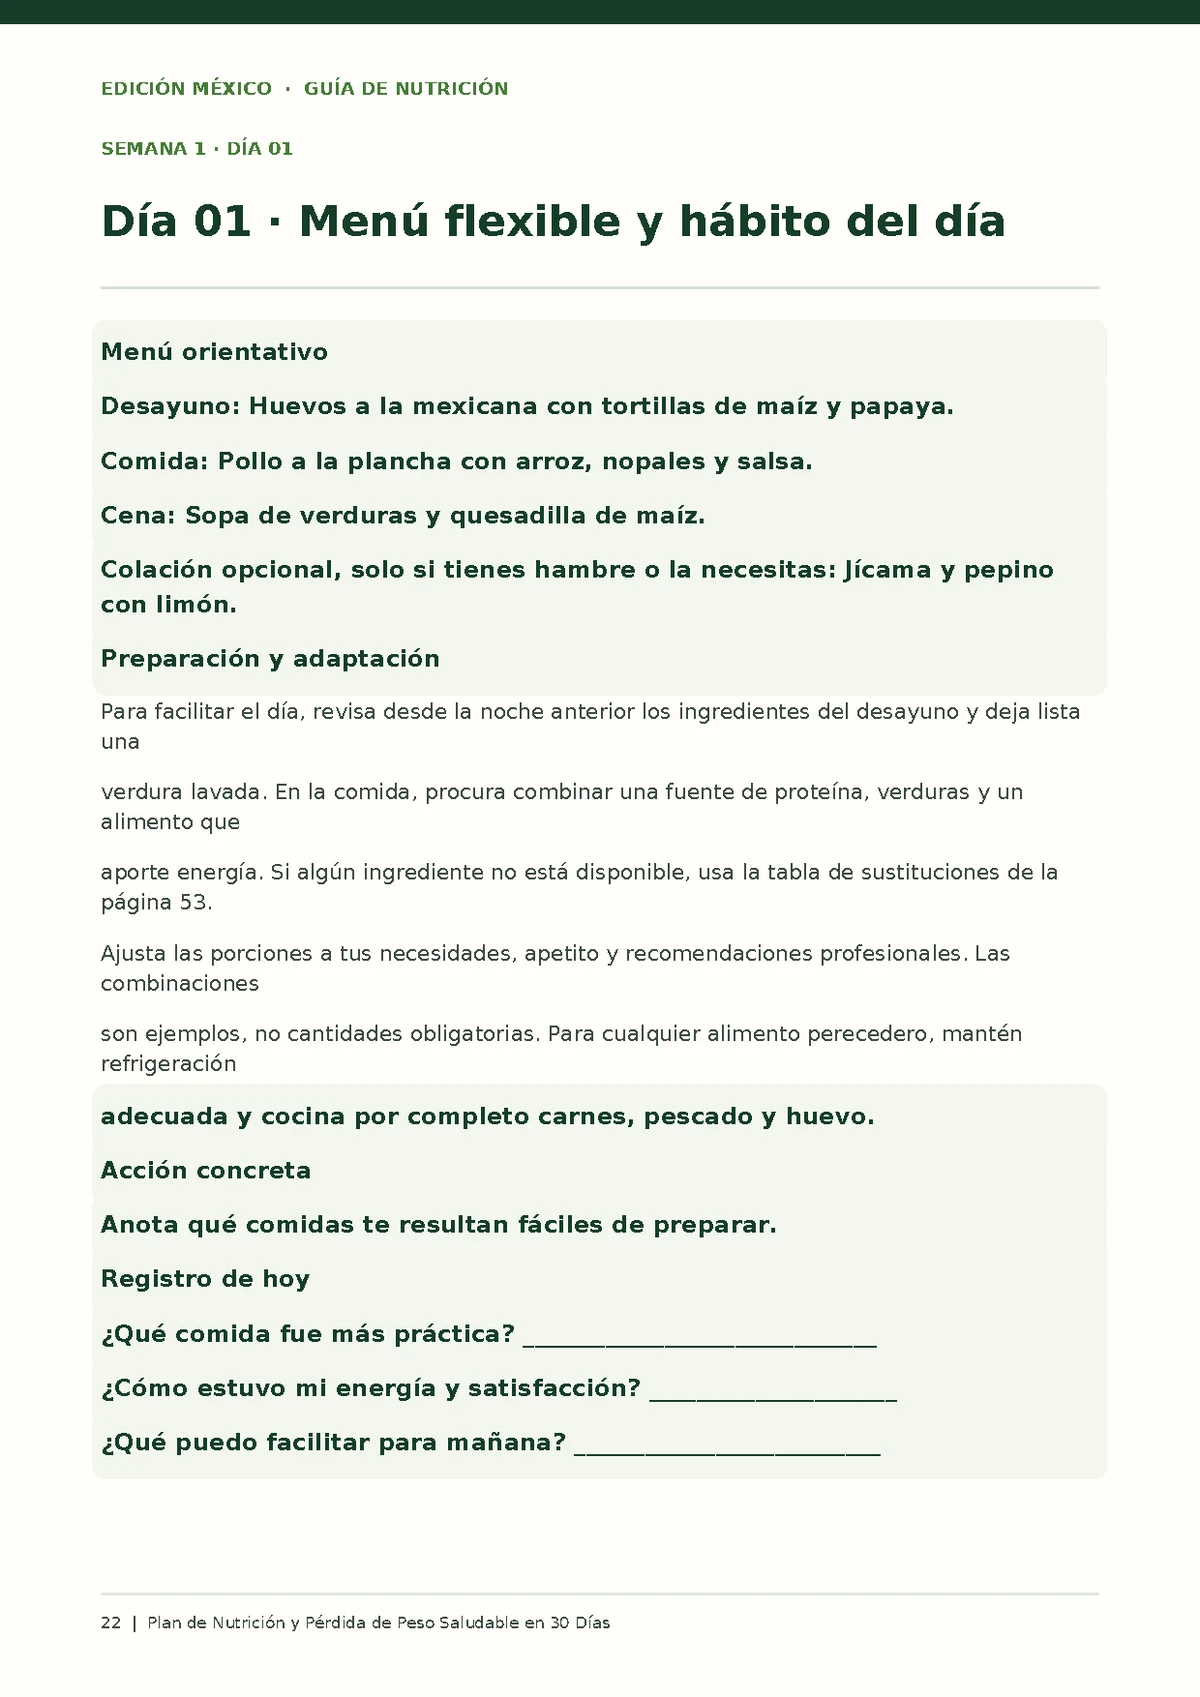 EDICIÓN MÉXICO · GUÍA DE NUTRICIÓN
SEMANA 1 · DÍA 01
Día 01 · Menú flexible y hábito del día
Menú orientativo
Desayuno: Huevos a la mexicana con tortillas de maíz y papaya.
Comida: Pollo a la plancha con arroz, nopales y salsa.
Cena: Sopa de verduras y quesadilla de maíz.
Colación opcional, solo si tienes hambre o la necesitas: Jícama y pepino
con limón.
Preparación y adaptación
Para facilitar el día, revisa desde la noche anterior los ingredientes del desayuno y deja lista
una
verdura lavada. En la comida, procura combinar una fuente de proteína, verduras y un
alimento que
aporte energía. Si algún ingrediente no está disponible, usa la tabla de sustituciones de la
página 53.
Ajusta las porciones a tus necesidades, apetito y recomendaciones profesionales. Las
combinaciones
son ejemplos, no cantidades obligatorias. Para cualquier alimento perecedero, mantén
refrigeración
adecuada y cocina por completo carnes, pescado y huevo.
Acción concreta
Anota qué comidas te resultan fáciles de preparar.
Registro de hoy
¿Qué comida fue más práctica? ______________________________
¿Cómo estuvo mi energía y satisfacción? _____________________
¿Qué puedo facilitar para mañana? __________________________
22 | Plan de Nutrición y Pérdida de Peso Saludable en 30 Días